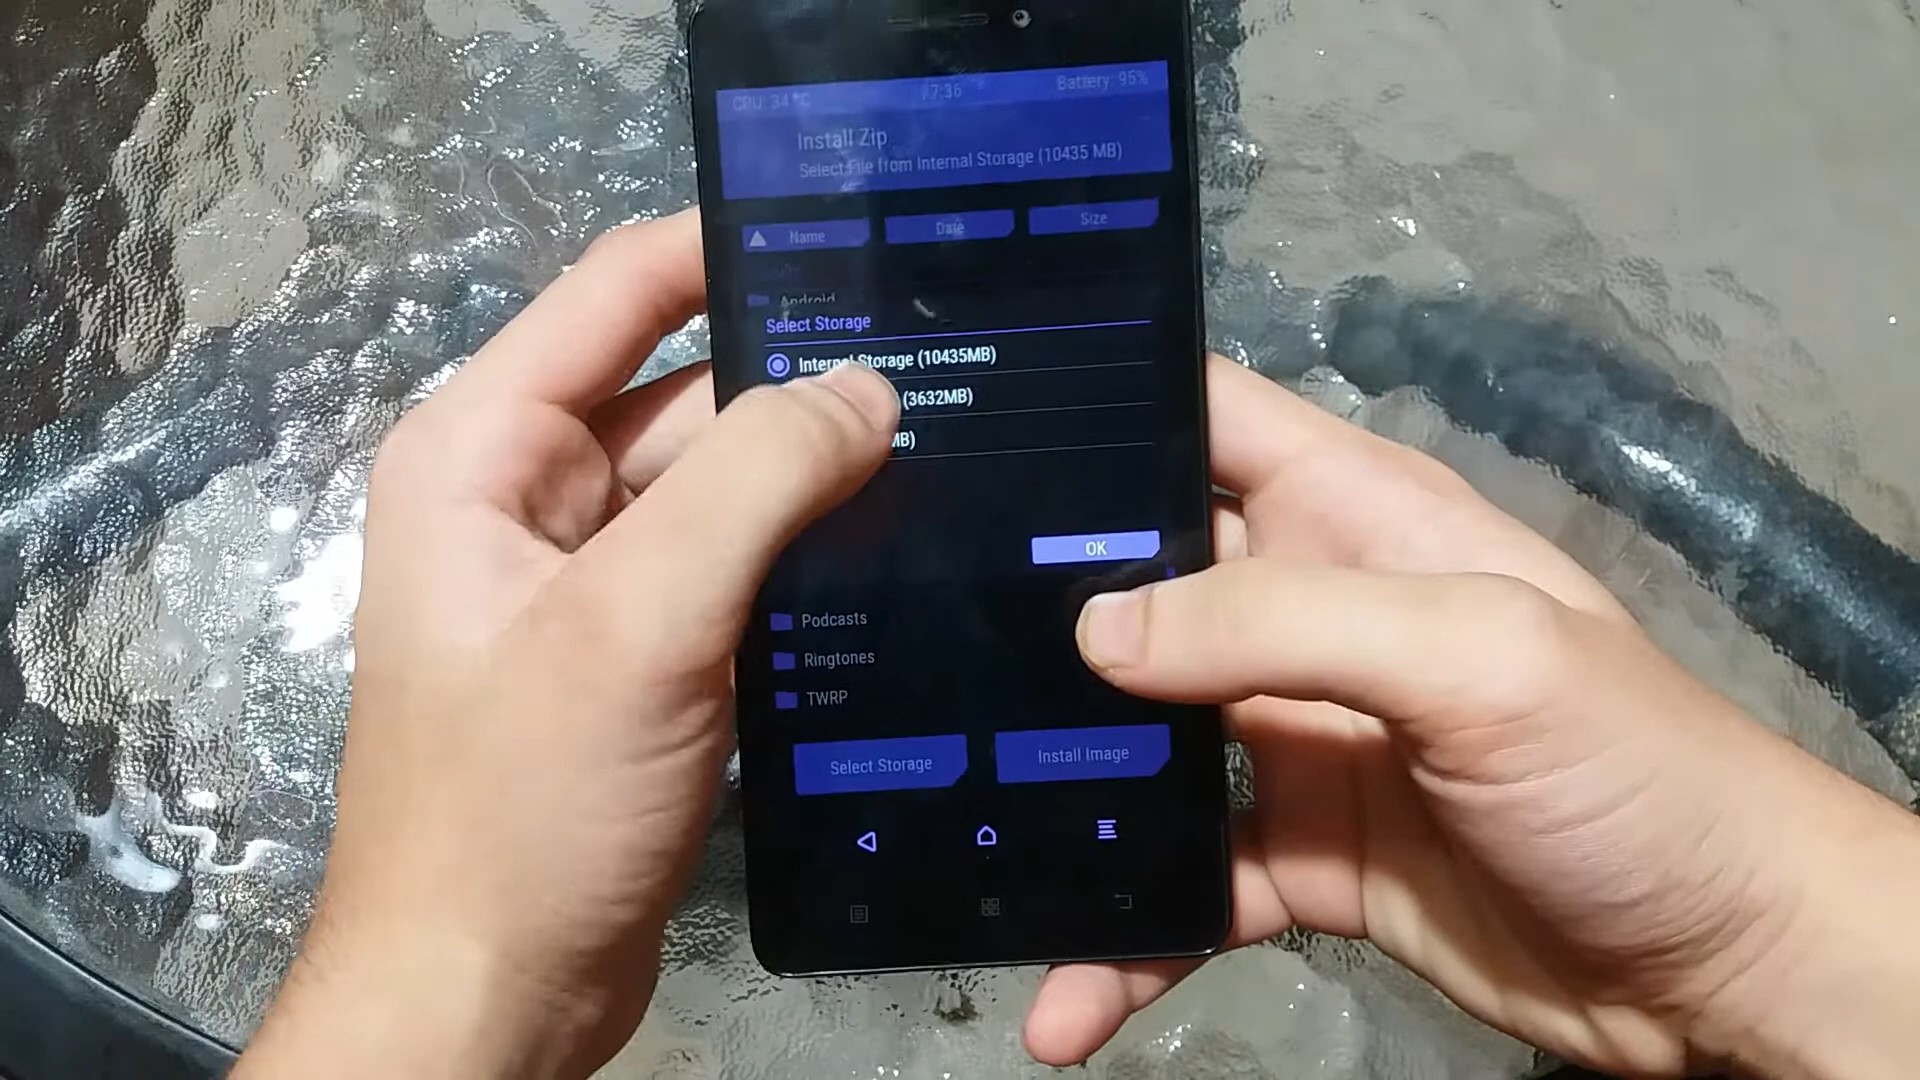 CPU: 34 °C
17:36
Battery: 95%
Install Zip
Select File from Internal Storage (10435 MB)
Name
Date
Size
Android
Select Storage
Internal Storage (10435MB)
(3632MB)
MB)
OK
Podcasts
Ringtones
TWRP
Select Storage
Install Image